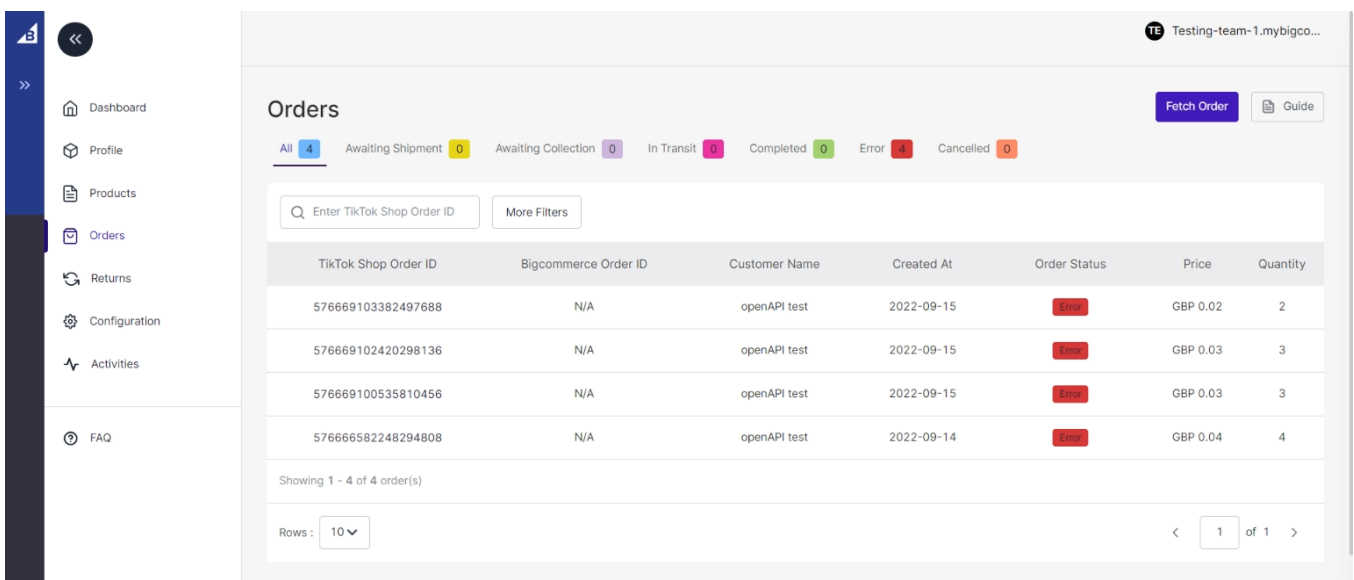 B
TE Testing-team-1.mybigco...
Dashboard
Profile
Products
Orders
Returns
Configuration
Activities
FAQ
Orders
Fetch Order
Guide
All 4 Awaiting Shipment 0 Awaiting Collection 0 In Transit 0 Completed 0 Error 4 Cancelled 0
Enter TikTok Shop Order ID More Filters
TikTok Shop Order ID Bigcommerce Order ID Customer Name Created At Order Status Price Quantity
576669103382497688 N/A openAPI test 2022-09-15 Error GBP 0.02 2
576669102420298136 N/A openAPI test 2022-09-15 Error GBP 0.03 3
576669100535810456 N/A openAPI test 2022-09-15 Error GBP 0.03 3
576666582248294808 N/A openAPI test 2022-09-14 Error GBP 0.04 4
Showing 1 - 4 of 4 order(s)
Rows : 10 1 of 1